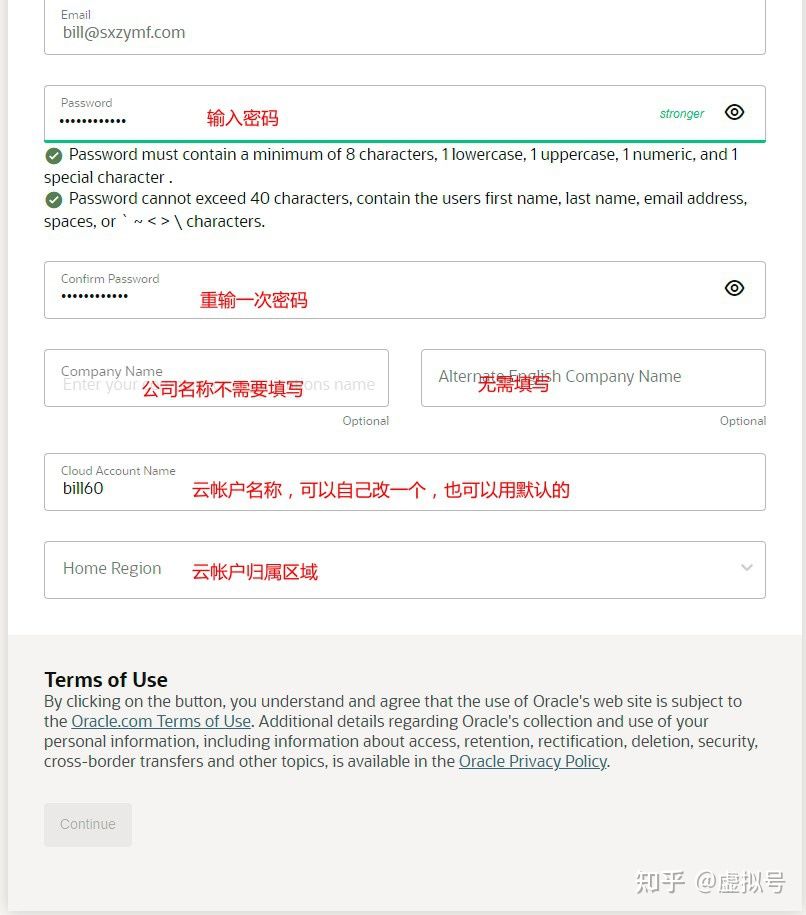 Email
bill@sxzymf.com
Password
•••••••••••• 输入密码 stronger
Password must contain a minimum of 8 characters, 1 lowercase, 1 uppercase, 1 numeric, and 1
special character .
Password cannot exceed 40 characters, contain the users first name, last name, email address,
spaces, or ` ~ < > \ characters.
Confirm Password
•••••••••••• 重输一次密码
Company Name
Enter your ons name
公司名称不需要填写
Optional
Alternate English Company Name
无需填写
Optional
Cloud Account Name
bill60 云帐户名称，可以自己改一个，也可以用默认的
Home Region 云帐户归属区域
Terms of Use
By clicking on the button, you understand and agree that the use of Oracle's web site is subject to
the Oracle.com Terms of Use. Additional details regarding Oracle's collection and use of your
personal information, including information about access, retention, rectification, deletion, security,
cross-border transfers and other topics, is available in the Oracle Privacy Policy.
Continue
知乎 @虚拟号